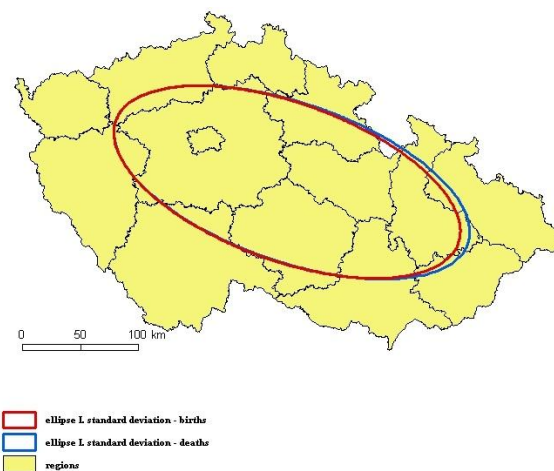 0 50 100 km
ellipse I. standard deviation - births
ellipse I. standard deviation - deaths
regions